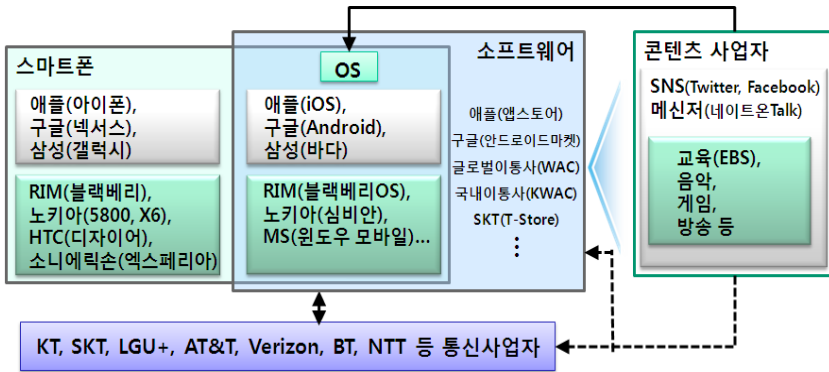 스마트폰
애플(아이폰),
구글(넥서스),
삼성(갤럭시)
RIM(블랙베리),
노키아(5800, X6),
HTC(디자이어),
소니에릭슨(엑스페리아)
OS
애플(iOS),
구글(Android),
삼성(바다)
RIM(블랙베리OS),
노키아(심비안),
MS(윈도우 모바일)...
소프트웨어
애플(앱스토어)
구글(안드로이드마켓)
글로벌이통사(WAC)
국내이통사(KWAC)
SKT(T-Store)
⋮
콘텐츠 사업자
SNS(Twitter, Facebook)
메신저(네이트온Talk)
교육(EBS),
음악,
게임,
방송 등
KT, SKT, LGU+, AT&T, Verizon, BT, NTT 등 통신사업자